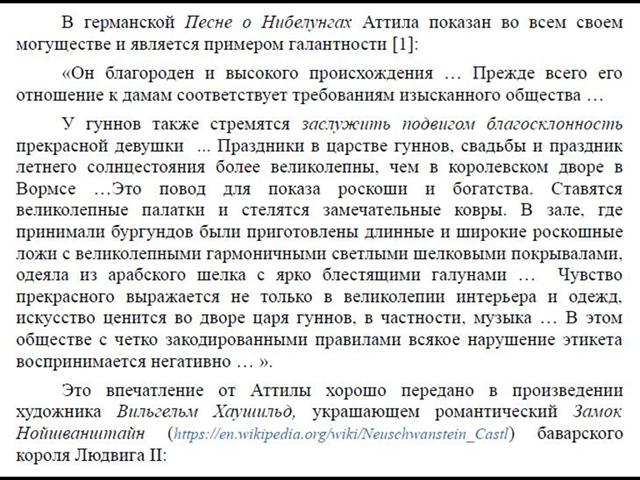 В германской Песне о Нибелунгах Аттила показан во всем своем
могуществе и является примером галантности [1]:
«Он благороден и высокого происхождения … Прежде всего его
отношение к дамам соответствует требованиям изысканного общества …
У гуннов также стремятся заслужить подвигом благосклонность
прекрасной девушки ... Праздники в царстве гуннов, свадьбы и праздник
летнего солнцестояния более великолепны, чем в королевском дворе в
Вормсе …Это повод для показа роскоши и богатства. Ставятся
великолепные палатки и стелятся замечательные ковры. В зале, где
принимали бургундов были приготовлены длинные и широкие роскошные
ложи с великолепными гармоничными светлыми шелковыми покрывалами,
одеяла из арабского шелка с ярко блестящими галунами … Чувство
прекрасного выражается не только в великолепии интерьера и одежд,
искусство ценится во дворе царя гуннов, в частности, музыка … В этом
обществе с четко закодированными правилами всякое нарушение этикета
воспринимается негативно … ».
Это впечатление от Аттилы хорошо передано в произведении
художника Вильгельм Хаушильд, украшающем романтический Замок
Нойшванштайн (https://en.wikipedia.org/wiki/Neuschwanstein_Castl) баварского
короля Людвига II: